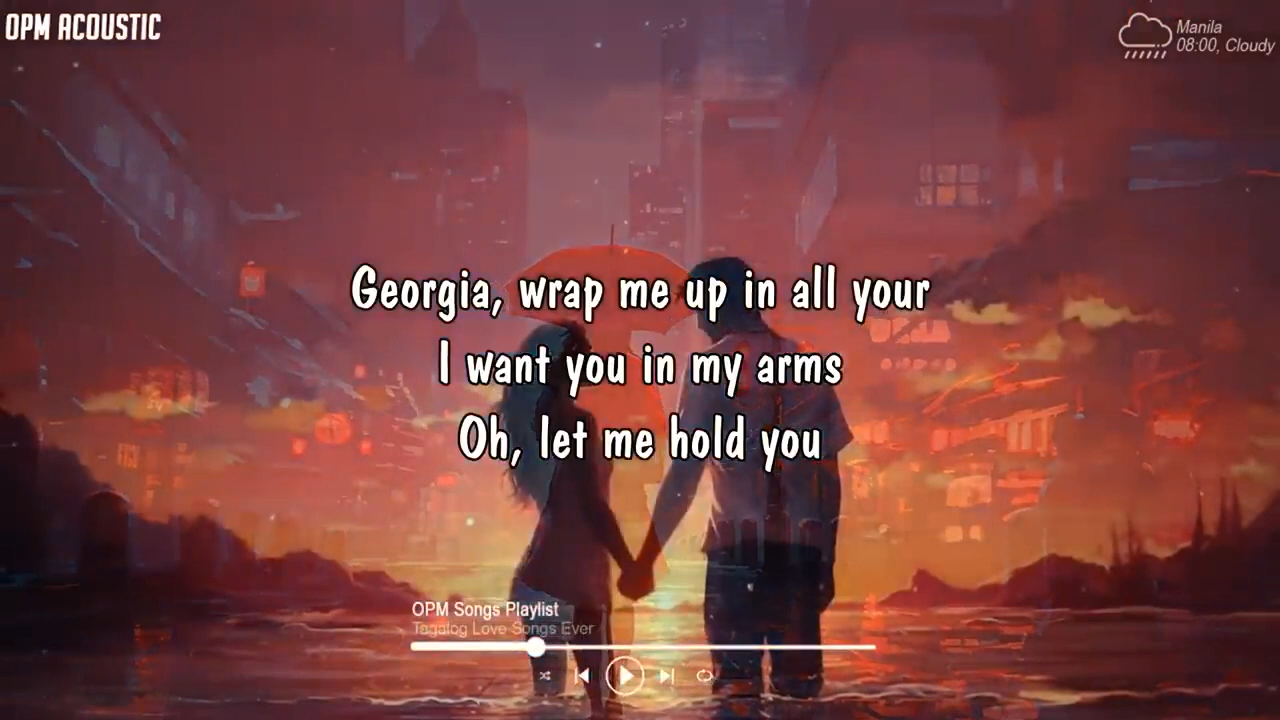 OPM ACOUSTIC
Manila
08:00, Cloudy
Georgia, wrap me up in all your
I want you in my arms
Oh, let me hold you
OPM Songs Playlist
Tagalog Love Songs Ever